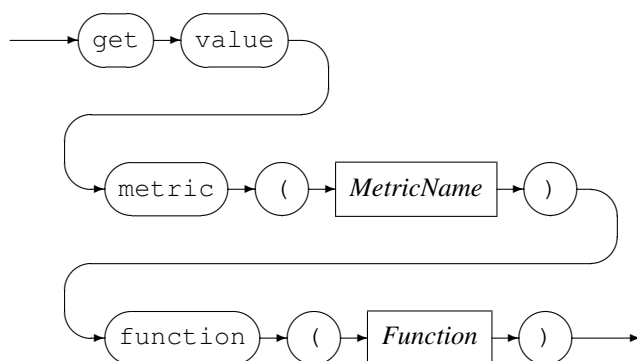 get value
metric ( MetricName )
function ( Function )